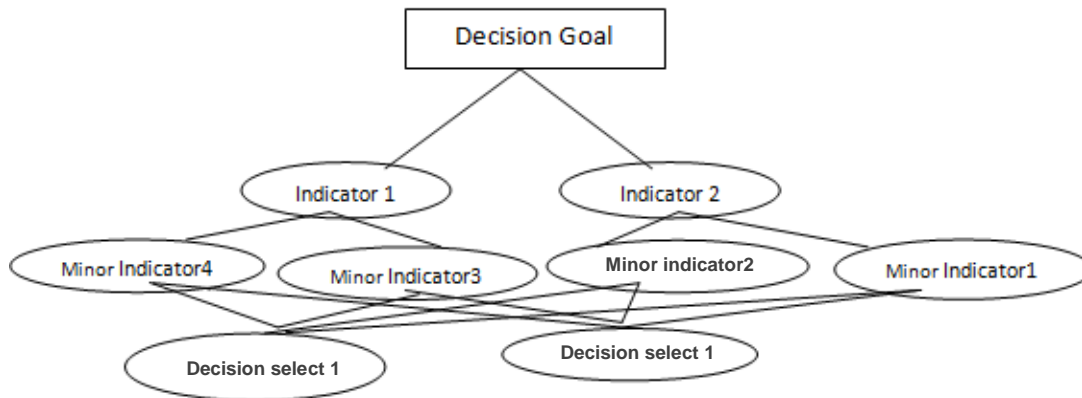 Decision Goal
Indicator 1
Indicator 2
Minor Indicator4
Minor Indicator3
Minor indicator2
Minor Indicator1
Decision select 1
Decision select 1